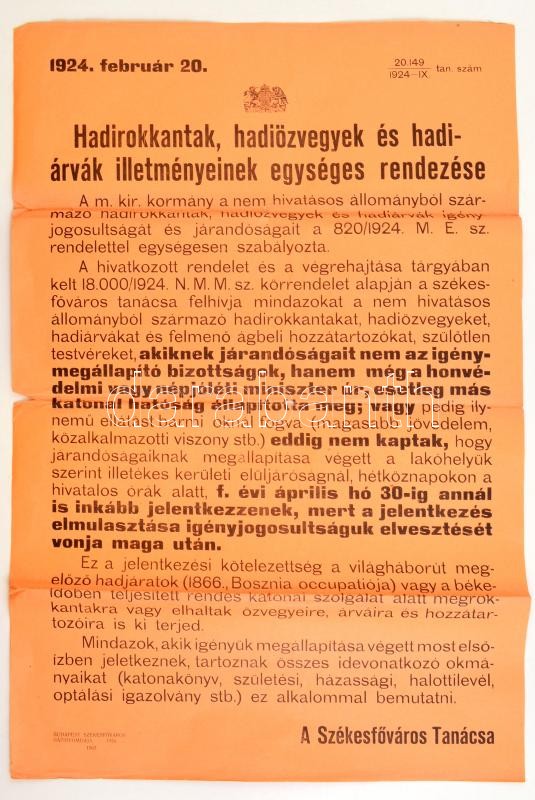 1924. február 20.
20.149
1924—IX. tan. szám
Hadirokkantak, hadiözvegyek és hadi-
árvák illetményeinek egységes rendezése
A m. kir. kormány a nem hivatásos állományból szár-
mazó hadirokkantak, hadiözvegyek és hadiárvák igény-
jogosultságát és járandóságait a 820/1924. M. E. sz.
rendelettel egységesen szabályozta.
A hivatkozott rendelet és a végrehajtása tárgyában
kelt 18.000/1924. N. M. M. sz. körrendelet alapján a székes-
főváros tanácsa felhívja mindazokat a nem hivatásos
állományból származó hadirokkantakat, hadiözvegyeket,
hadiárvákat és felmenő ágbeli hozzátartozókat, szülőtlen
testvéreket, akiknek járandóságait nem az igény-
megállapító bizottságok, hanem még a honvé-
delmi vagy népjóléti miniszter úr, esetleg más
katonai hatóság állapította meg; vagy pedig ily-
nemű ellátást bármi oknál fogva (magasabb jövedelem,
közalkalmazotti viszony stb.) eddig nem kaptak, hogy
járandóságaiknak megállapítása végett a lakóhelyük
szerint illetékes kerületi elüljáróságnál, hétköznapokon a
hivatalos órák alatt, f. évi április hó 30-ig annál
is inkább jelentkezzenek, mert a jelentkezés
elmulasztása igényjogosultságuk elvesztését
vonja maga után.
Ez a jelentkezési kötelezettség a világháborút meg-
előző hadjáratok (1866., Bosznia occupatiója) vagy a béke-
időben teljesített rendes katonai szolgálat alatt megrok-
kantakra vagy elhaltak özvegyeire, árváira és hozzátar-
tozóira is ki terjed.
Mindazok, akik igényük megállapítása végett most első-
ízben jeletkeznek, tartoznak összes idevonatkozó okmá-
nyaikat (katonakönyv, születési, házassági, halottilevél,
optálási igazolvány stb.) ez alkalommal bemutatni.
A Székesfőváros Tanácsa
BUDAPEST SZÉKESFŐVÁROS
HÁZINYOMDÁJA 1924
darabanth